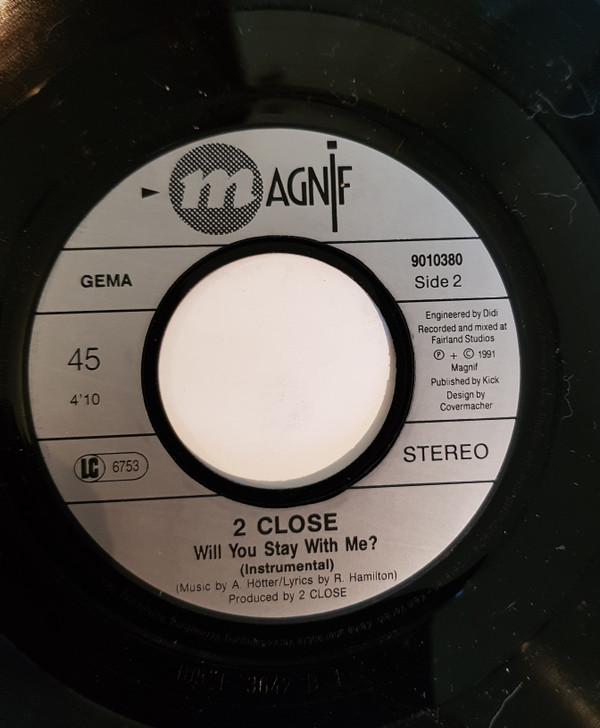 mAGNiF
GEMA
9010380
Side 2
45
4'10
LC 6753
Engineered by Didi
Recorded and mixed at
Fairland Studios
Ⓟ + © 1991
Magnif
Published by Kick
Design by
Covermacher
STEREO
2 CLOSE
Will You Stay With Me?
(Instrumental)
(Music by A. Hötter/Lyrics by R. Hamilton)
Produced by 2 CLOSE